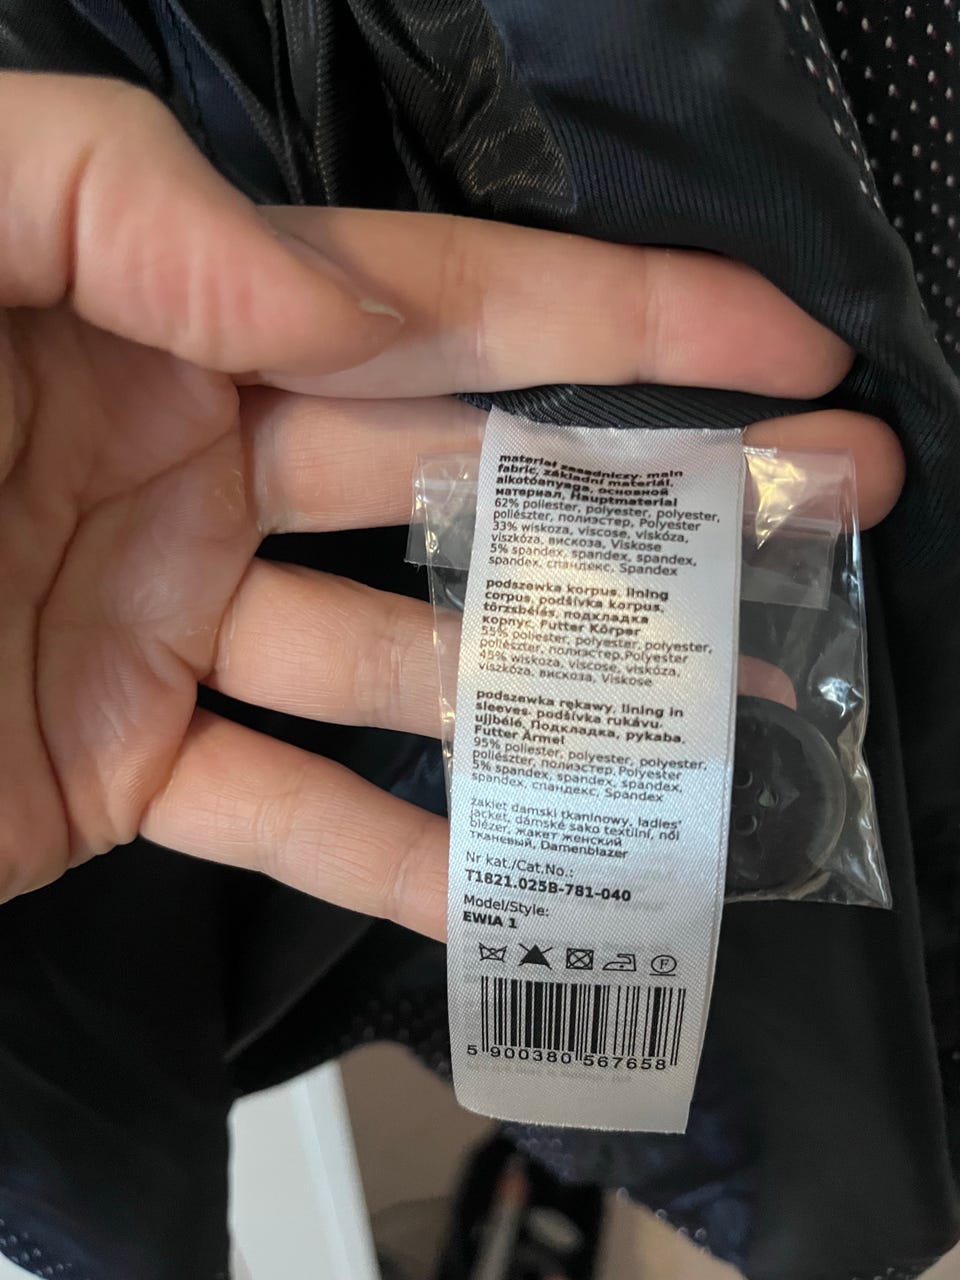 materiał zasadniczy, main
fabric, základní materiál,
alkotóanyaga, основной
материал, Hauptmaterial
62% poliester, polyester, polyester,
poliészter, полиэстер, Polyester
33% wiskoza, viscose, viskóza,
viszkóza, вискоза, Viskose
5% spandex, spandex, spandex,
spandex, спандекс, Spandex
podszewka korpus, lining
corpus, podšívka korpus,
törzsbélés, подкладка
корпус, Futter Körper
55% poliester, polyester, polyester,
poliészter, полиэстер,Polyester
45% wiskoza, viscose, viskóza,
viszkóza, вискоза, Viskose
podszewka rękawy, lining in
sleeves, podšívka rukávu,
ujjbélé, Подкладка, рукава,
Futter Ärmel
95% poliester, polyester, polyester,
poliészter, полиэстер,Polyester
5% spandex, spandex, spandex,
spandex, спандекс, Spandex
żakiet damski tkaninowy, ladies'
jacket, dámské sako textilní, női
blézer, жакет женский
тканевый, Damenblazer
Nr kat./Cat.No.:
T1821.025B-781-040
Model/Style:
EWIA 1
F
5 900380 567658